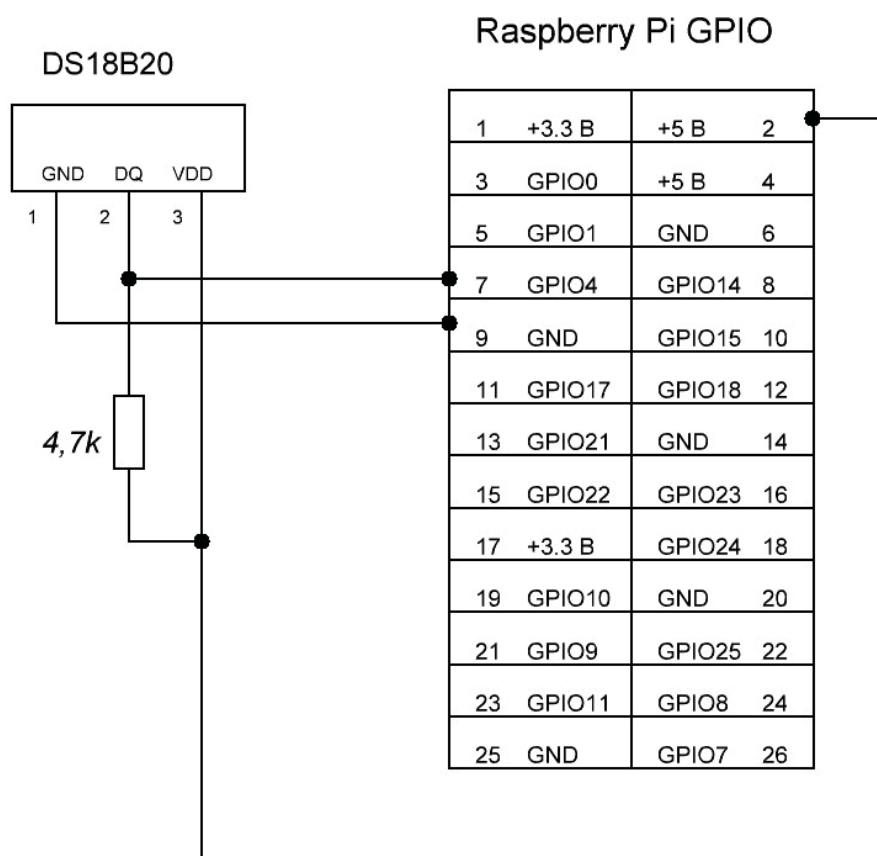 Raspberry Pi GPIO
DS18B20
GND DQ VDD
1 2 3
4,7k
1 +3.3 В +5 В 2
3 GPIO0 +5 В 4
5 GPIO1 GND 6
7 GPIO4 GPIO14 8
9 GND GPIO15 10
11 GPIO17 GPIO18 12
13 GPIO21 GND 14
15 GPIO22 GPIO23 16
17 +3.3 В GPIO24 18
19 GPIO10 GND 20
21 GPIO9 GPIO25 22
23 GPIO11 GPIO8 24
25 GND GPIO7 26